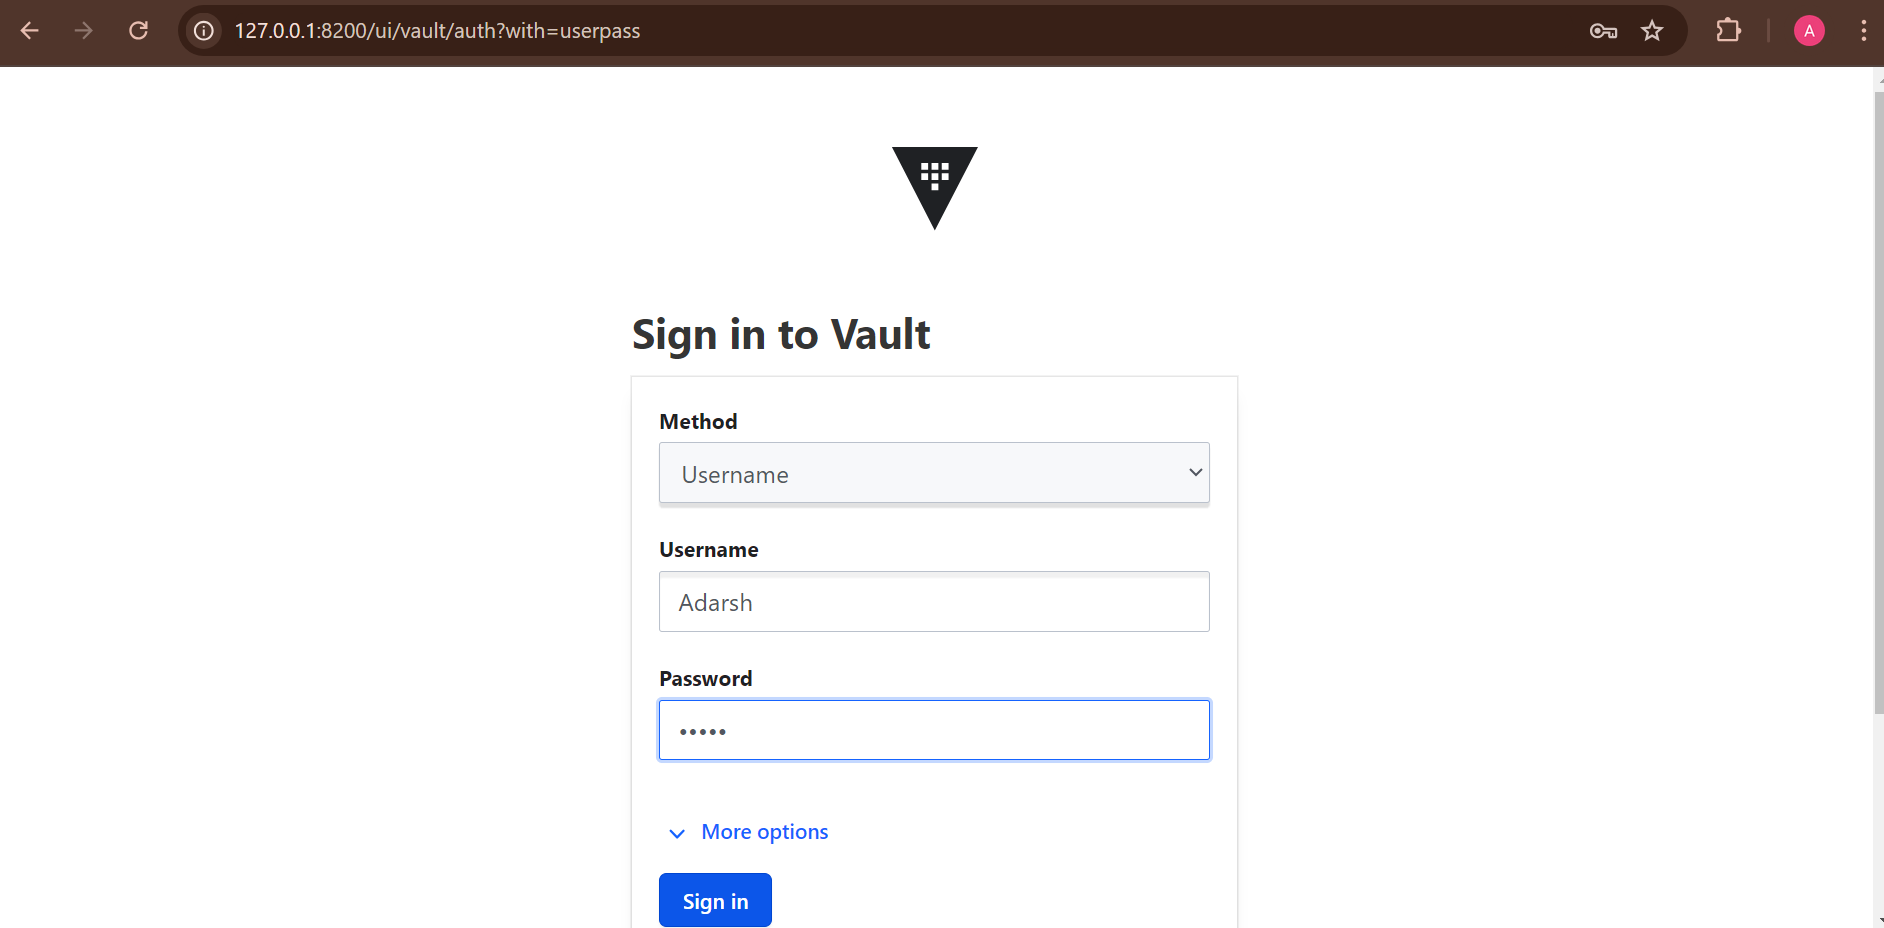 127.0.0.1:8200/ui/vault/auth?with=userpass
A
Sign in to Vault
Method
Username
Username
Adarsh
Password
•••••
More options
Sign in